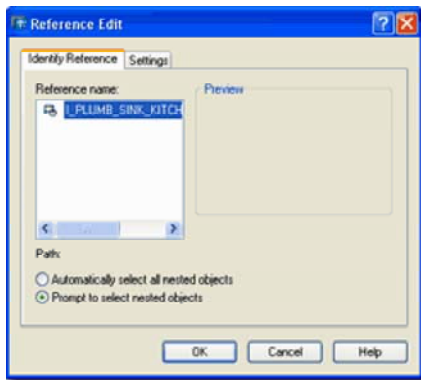 Reference Edit
Identify Reference Settings
Reference name: Preview
I_PLUMB_SINK_KITCH
Path:
Automatically select all nested objects
Prompt to select nested objects
OK Cancel Help